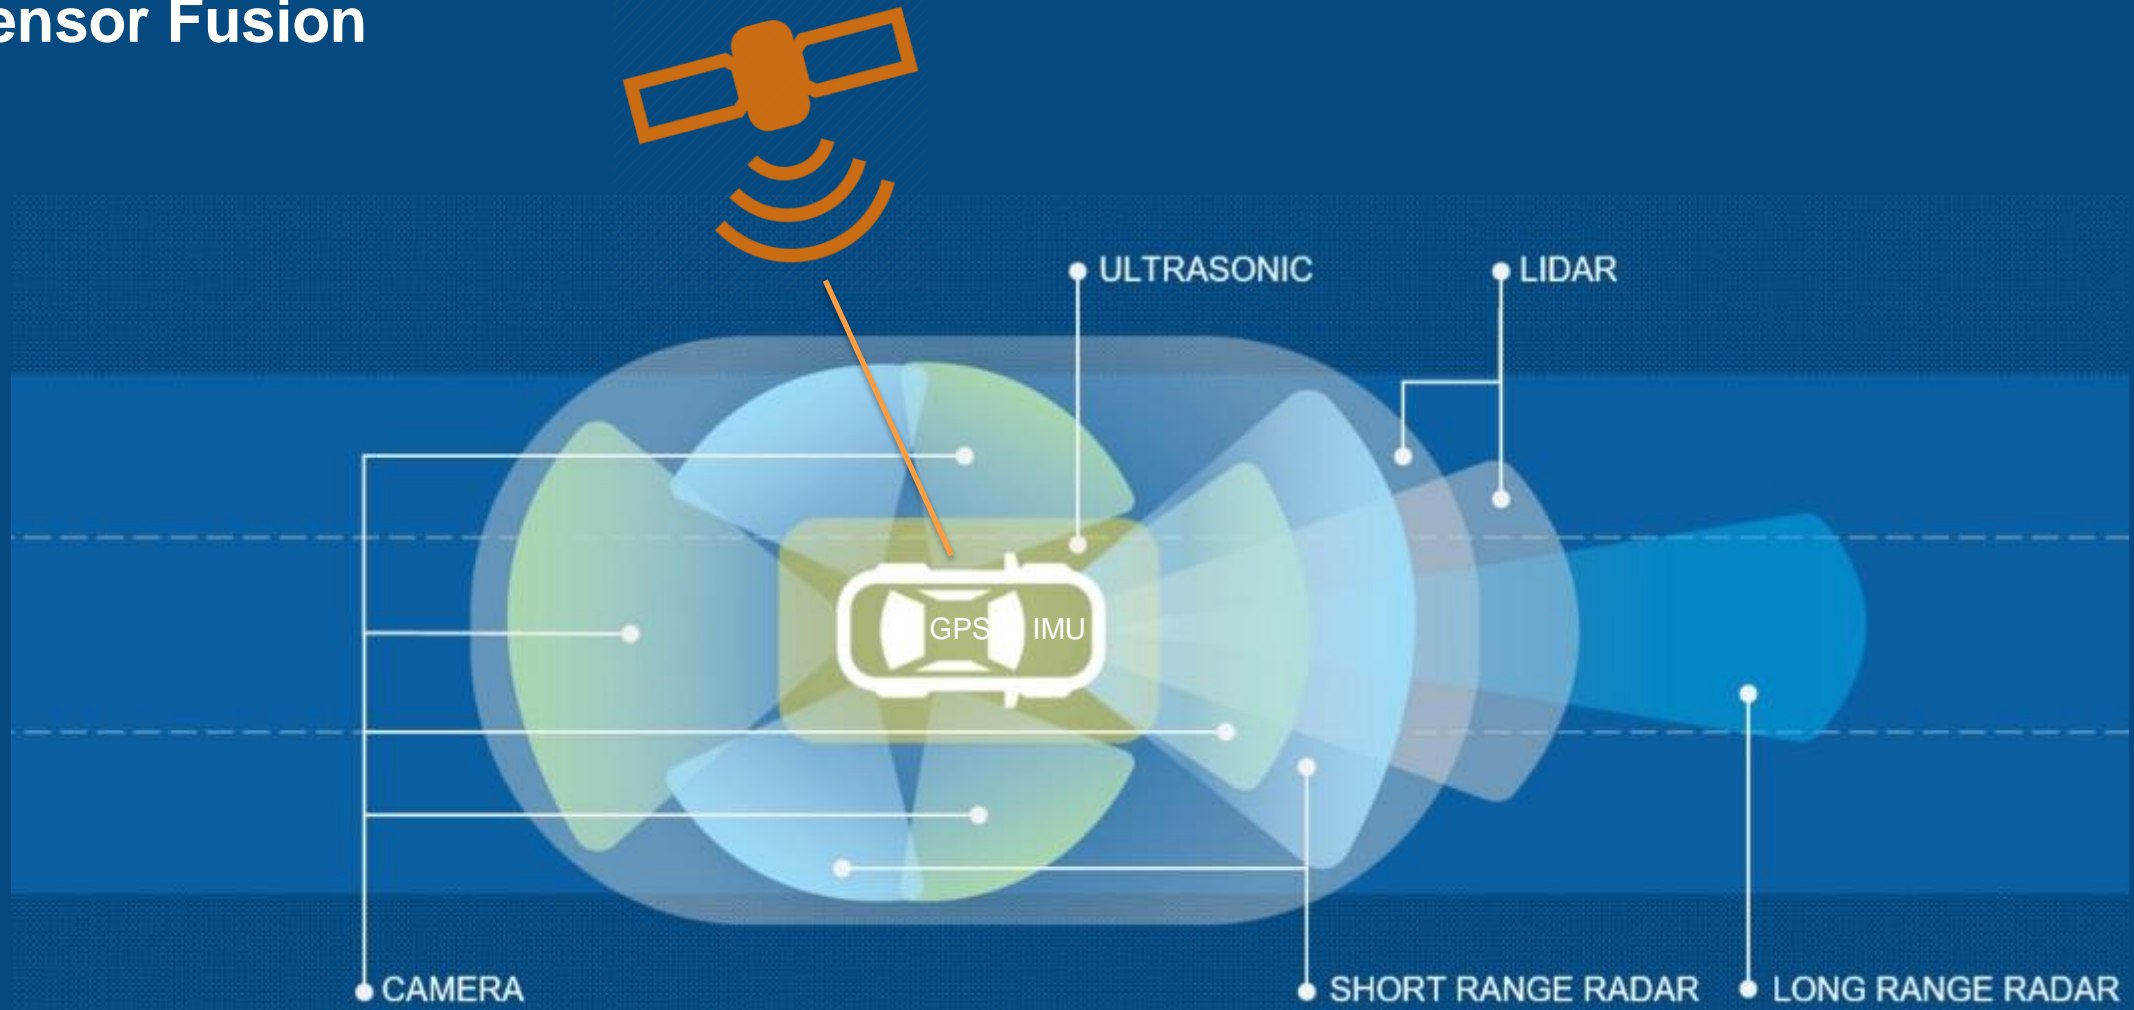 ensor Fusion
ULTRASONIC
LIDAR
GPS
IMU
CAMERA
SHORT RANGE RADAR
LONG RANGE RADAR